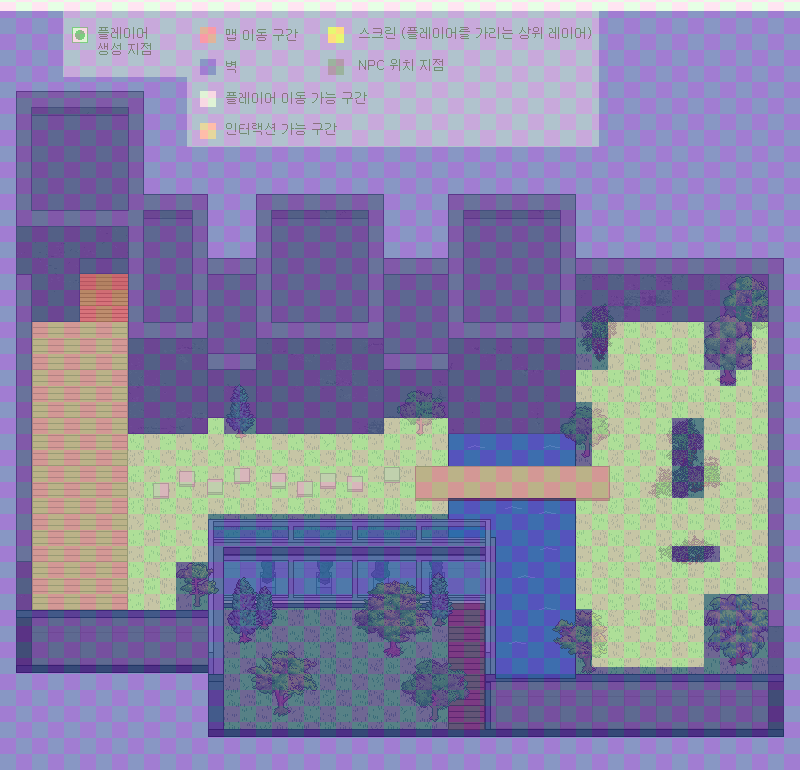 플레이어
생성 지점
맵 이동 구간
스크린 (플레이어를 가리는 상위 레이어)
벽
NPC 위치 지점
플레이어 이동 가능 구간
인터랙션 가능 구간